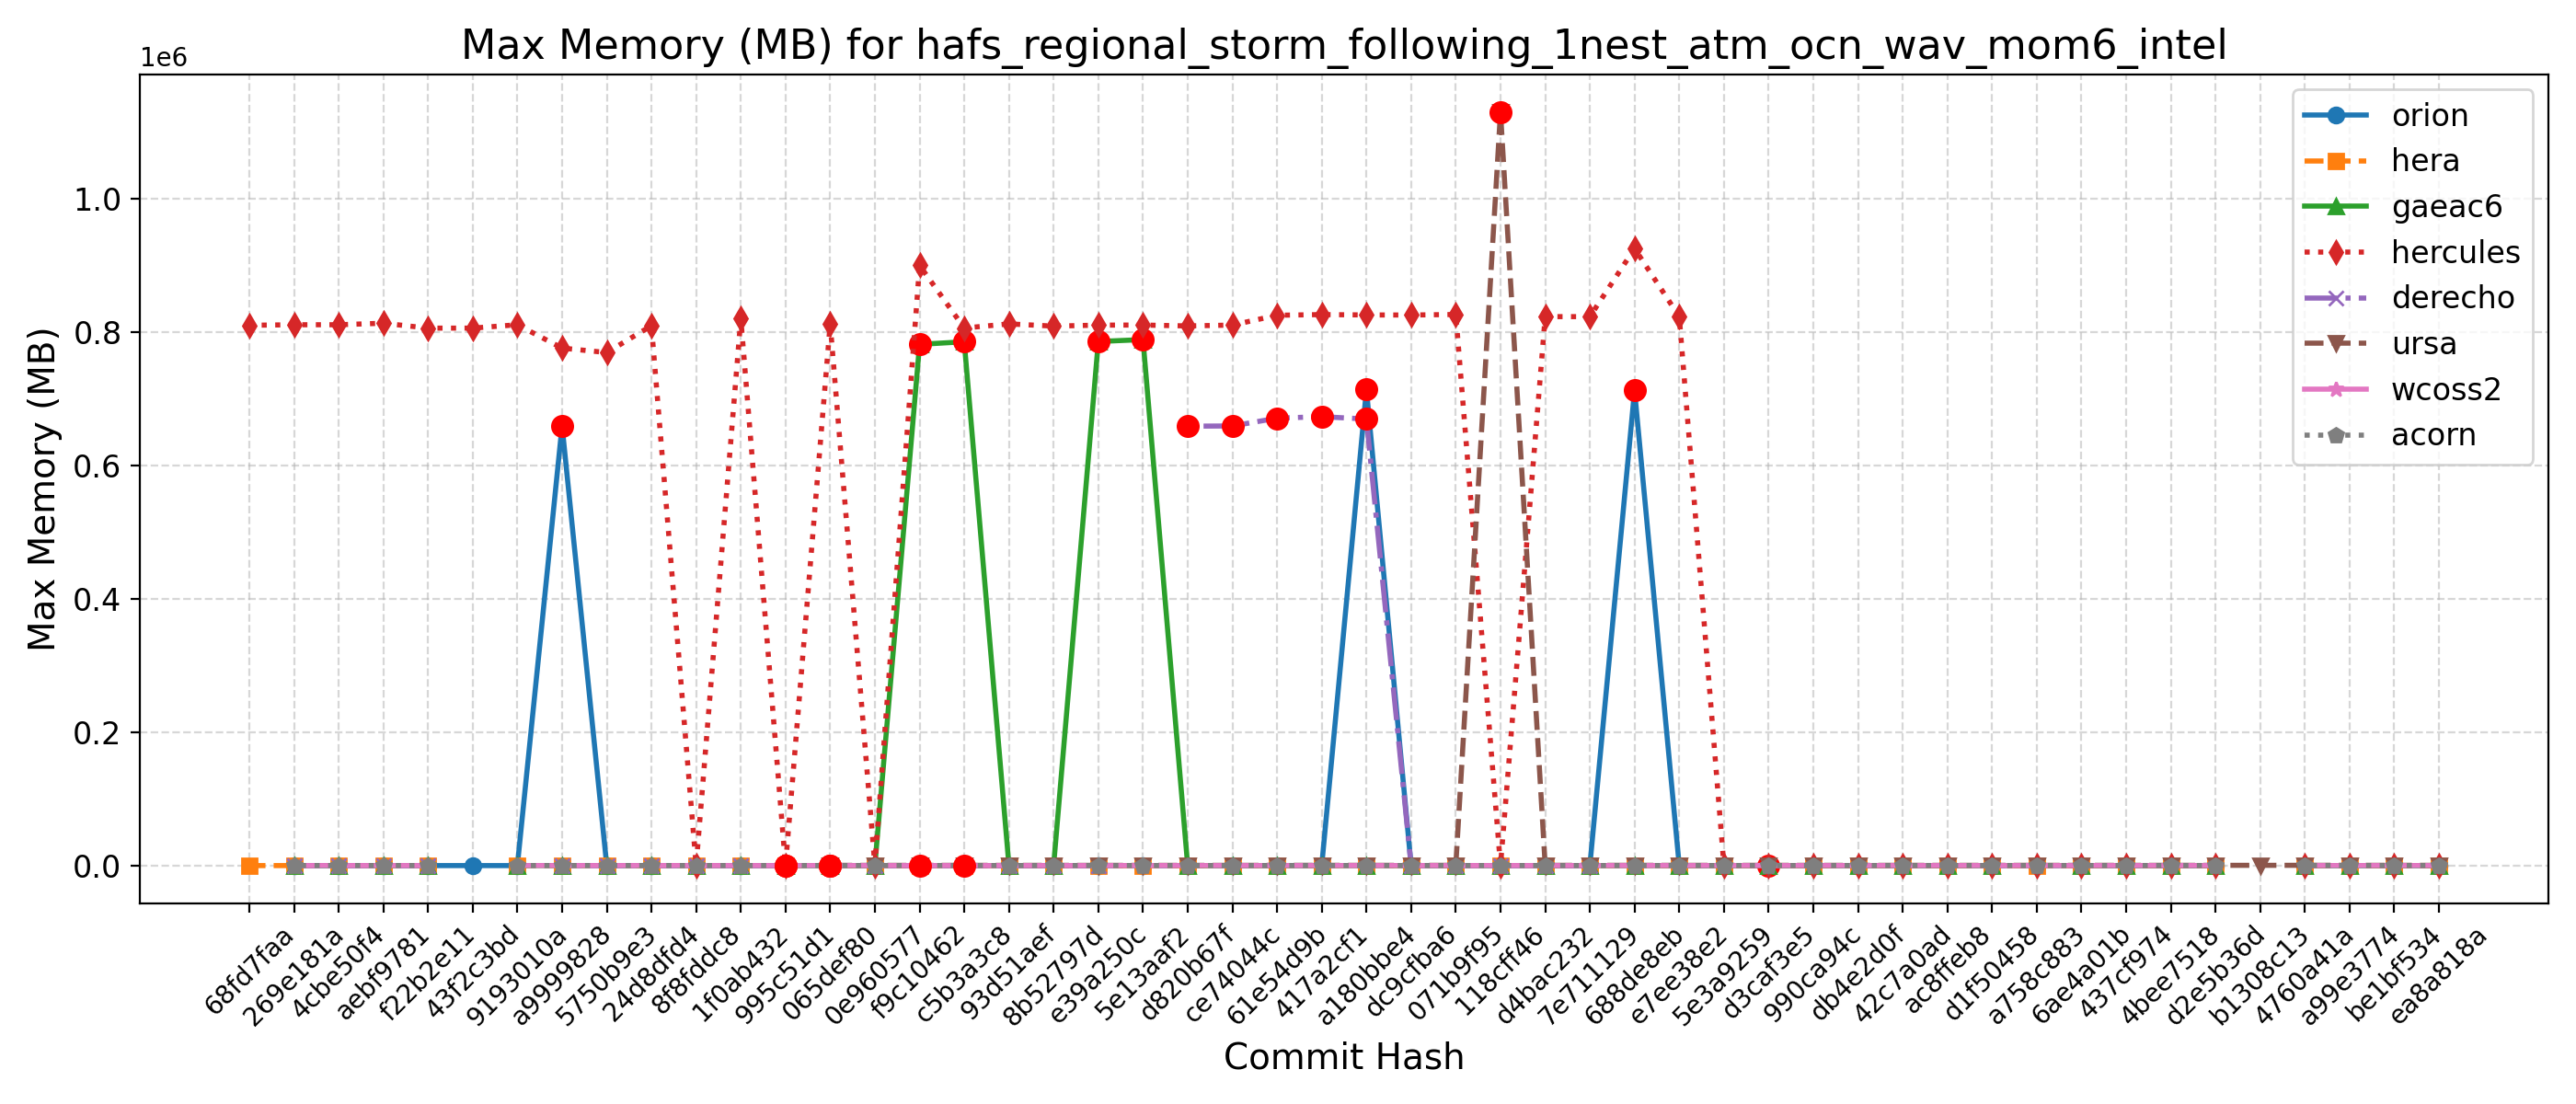 Max Memory (MB) for hafs_regional_storm_following_1nest_atm_ocn_wav_mom6_intel
1e6
1.0
0.8
0.6
0.4
0.2
0.0
Max Memory (MB)
orion
hera
gaeac6
hercules
derecho
ursa
wcoss2
acorn
68fd7faa
269e181a
4cbe50f4
aebf9781
f22b2e11
43f2c3bd
9193010a
a9999828
5750b9e3
24d8dfd4
8f8fddc8
1f0ab432
995c51d1
065def80
0e960577
f9c10462
c5b3a3c8
93d51aef
8b52797d
e39a250c
5e13aaf2
d820b67f
ce74044c
61e54d9b
417a2cf1
a180bbe4
dc9cfba6
071b9f95
118cff46
d4bac232
7e711129
688de8eb
e7ee38e2
5e3a9259
d3caf3e5
990ca94c
db4e2d0f
42c7a0ad
ac8ffeb8
d1f50458
a758c883
6ae4a01b
437cf974
4bee7518
d2e5b36d
b1308c13
4760a41a
a99e3774
be1bf534
ea8a818a
Commit Hash